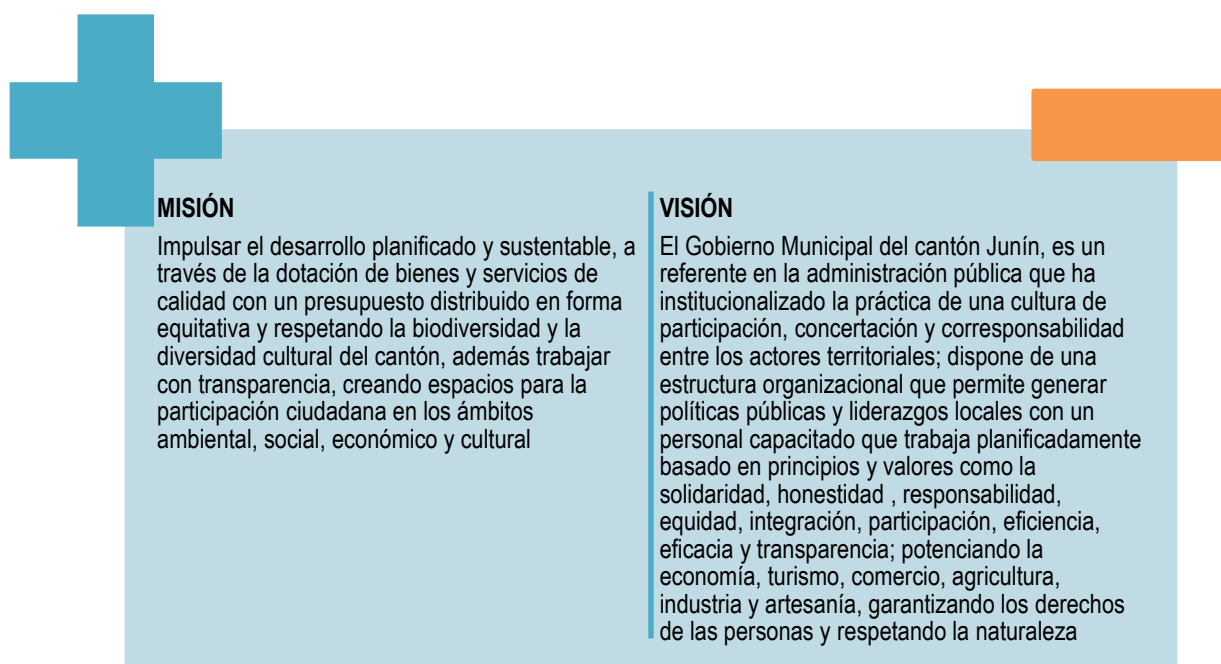 MISIÓN
Impulsar el desarrollo planificado y sustentable, a
través de la dotación de bienes y servicios de
calidad con un presupuesto distribuido en forma
equitativa y respetando la biodiversidad y la
diversidad cultural del cantón, además trabajar
con transparencia, creando espacios para la
participación ciudadana en los ámbitos
ambiental, social, económico y cultural
VISIÓN
El Gobierno Municipal del cantón Junín, es un
referente en la administración pública que ha
institucionalizado la práctica de una cultura de
participación, concertación y corresponsabilidad
entre los actores territoriales; dispone de una
estructura organizacional que permite generar
políticas públicas y liderazgos locales con un
personal capacitado que trabaja planificadamente
basado en principios y valores como la
solidaridad, honestidad , responsabilidad,
equidad, integración, participación, eficiencia,
eficacia y transparencia; potenciando la
economía, turismo, comercio, agricultura,
industria y artesanía, garantizando los derechos
de las personas y respetando la naturaleza